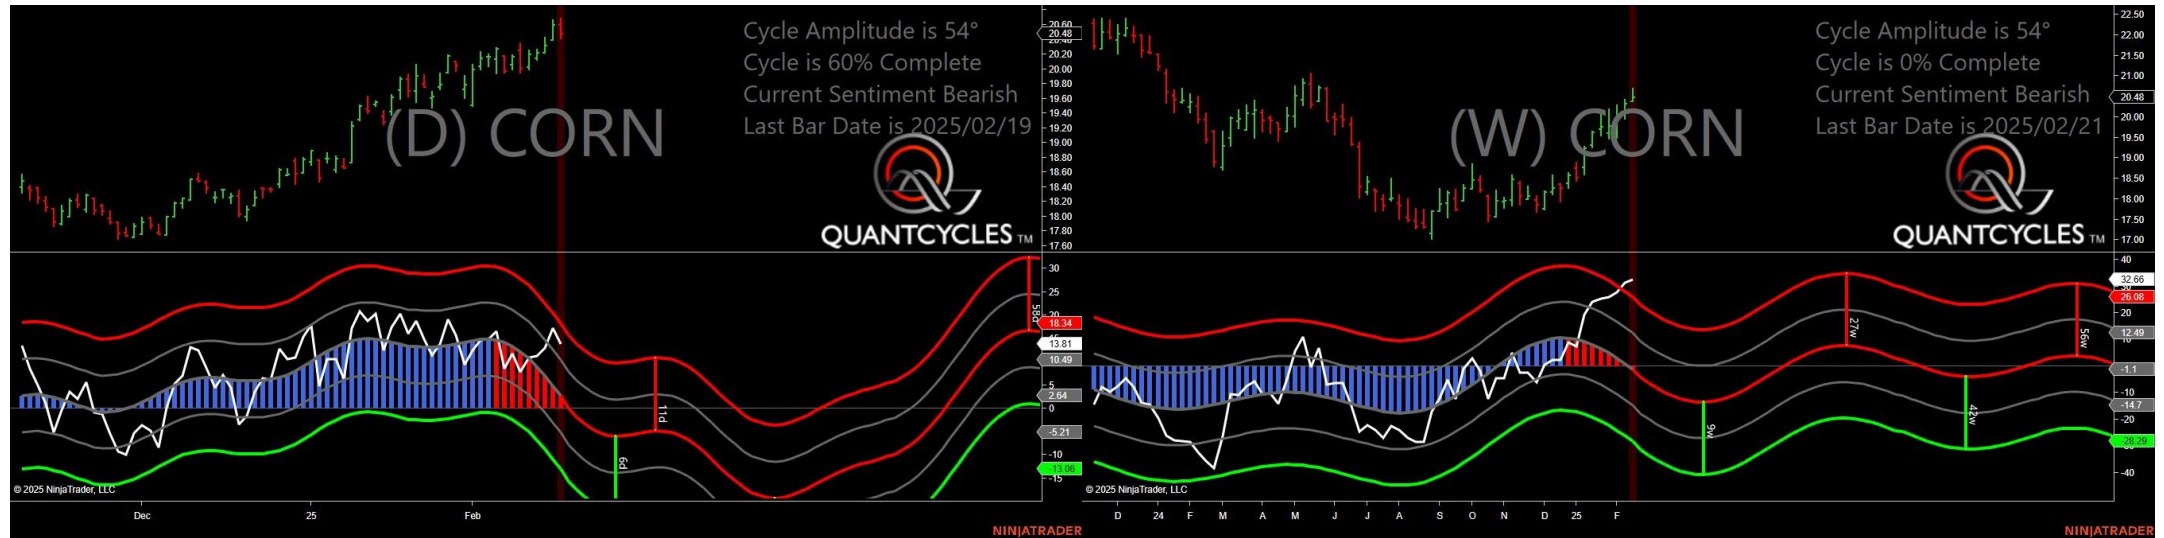 Cycle Amplitude is 54°
Cycle is 60% Complete
Current Sentiment Bearish
Last Bar Date is 2025/02/19
(D) CORN
QUANTCYCLES TM
20.60
20.48
20.20
20.00
19.80
19.60
19.40
19.20
19.00
18.80
18.60
18.40
18.20
18.00
17.80
17.60
30
25
20
58d
18.34
13.81
10.49
5
2.64
0
-5.21
-10
-13.06
-15
11d
6d
© 2025 NinjaTrader, LLC
Dec
25
Feb
NINJATRADER
Cycle Amplitude is 54°
Cycle is 0% Complete
Current Sentiment Bearish
Last Bar Date is 2025/02/21
(W) CORN
QUANTCYCLES TM
22.50
22.00
21.50
21.00
20.48
20.00
19.50
19.00
18.50
18.00
17.50
17.00
40
32.66
26.08
20
12.49
-1.1
-10
-14.7
-20
-28.29
-40
27w
56w
9w
42w
© 2025 NinjaTrader, LLC
D
24
F
M
A
M
J
J
A
S
O
N
D
25
F
NINJATRADER